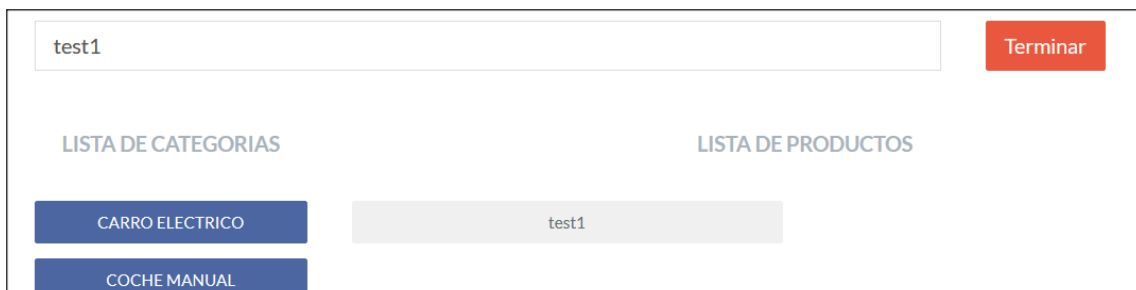 test1
Terminar
LISTA DE CATEGORIAS
LISTA DE PRODUCTOS
CARRO ELECTRICO
test1
COCHE MANUAL